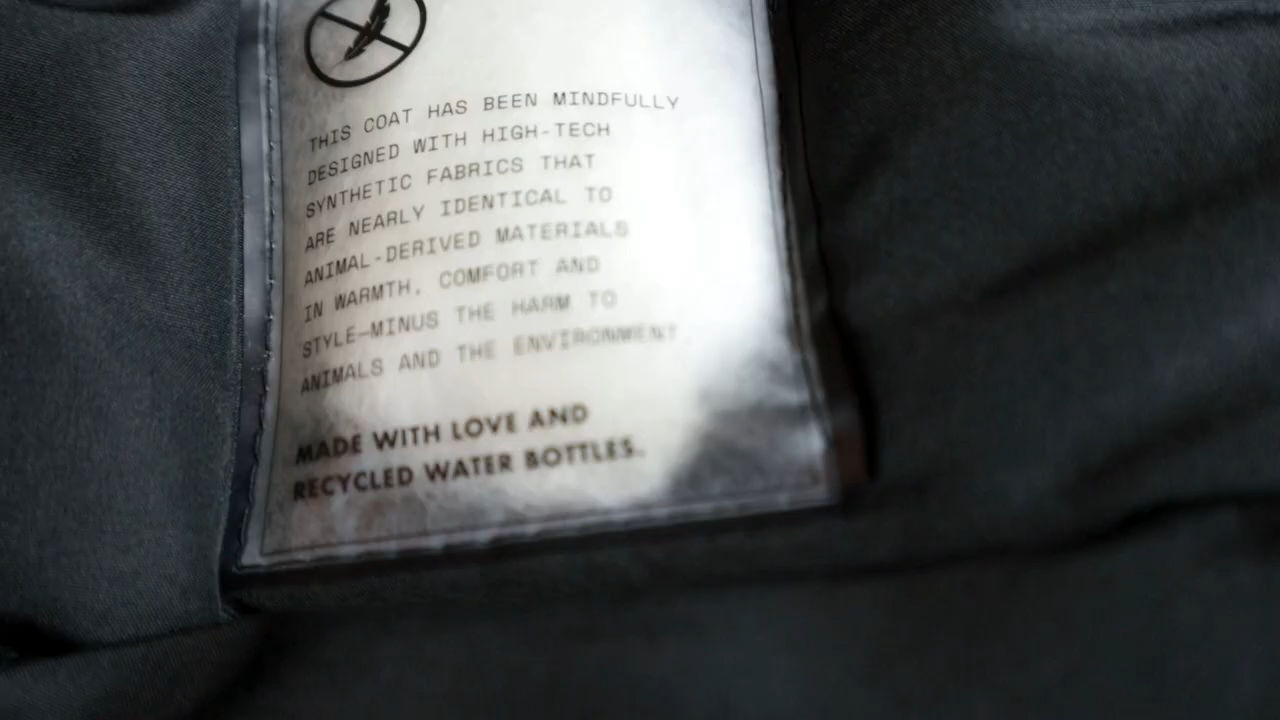 THIS COAT HAS BEEN MINDFULLY
DESIGNED WITH HIGH-TECH
SYNTHETIC FABRICS THAT
ARE NEARLY IDENTICAL TO
ANIMAL-DERIVED MATERIALS
IN WARMTH, COMFORT AND
STYLE—MINUS THE HARM TO
ANIMALS AND THE ENVIRONMENT.
MADE WITH LOVE AND
RECYCLED WATER BOTTLES.